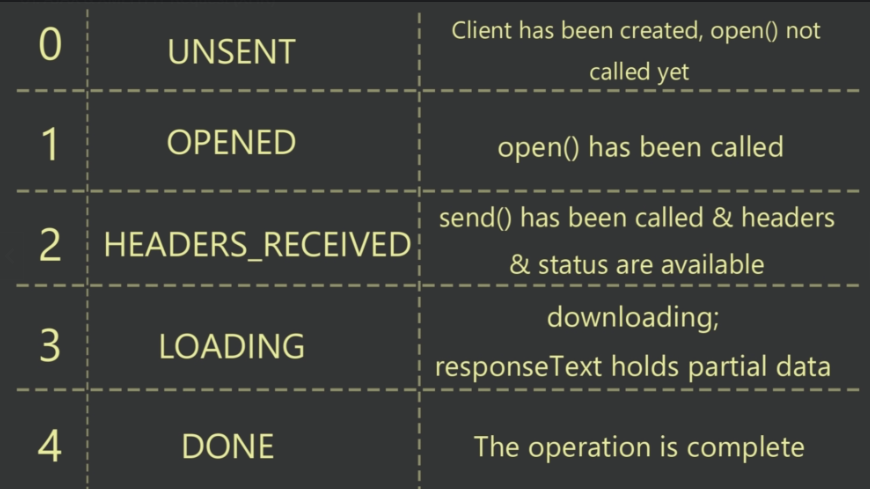 0 UNSENT Client has been created, open() not
called yet
1 OPENED open() has been called
2 HEADERS_RECEIVED send() has been called & headers
& status are available
3 LOADING downloading;
responseText holds partial data
4 DONE The operation is complete